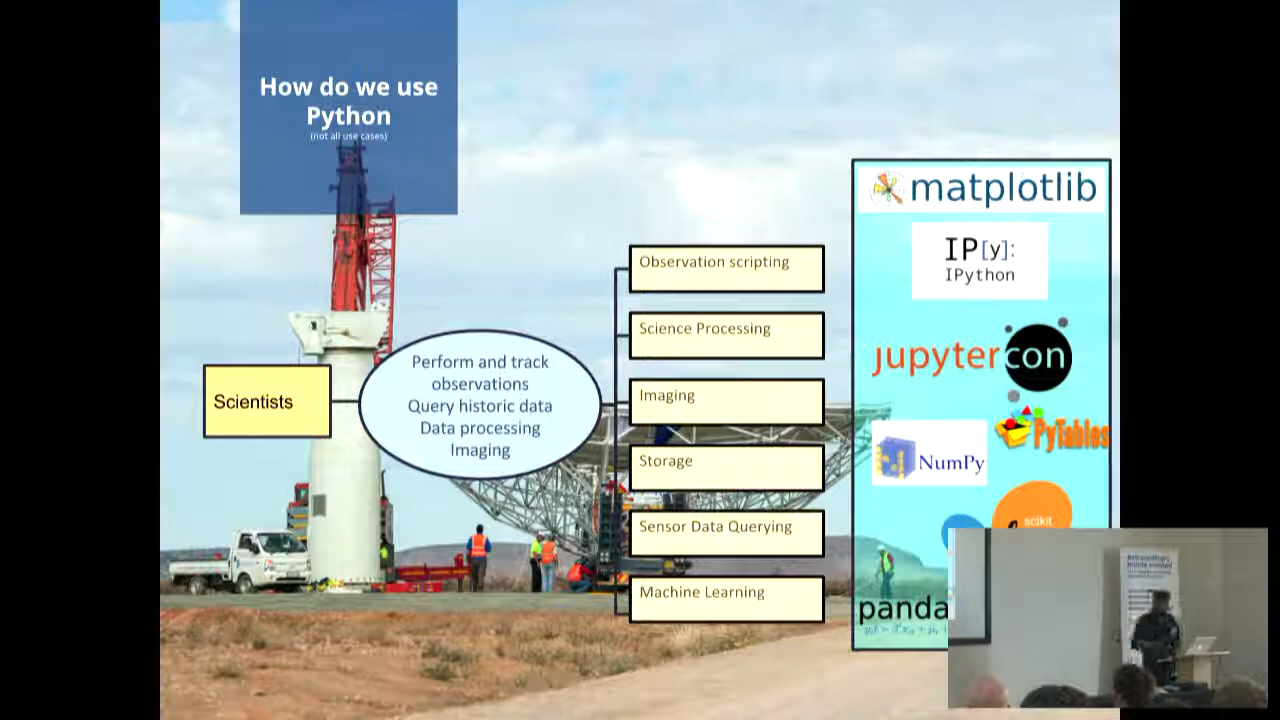 How do we use
Python
(not all use cases)
Scientists
Perform and track
observations
Query historic data
Data processing
Imaging
Observation scripting
Science Processing
Imaging
Storage
Sensor Data Querying
Machine Learning
matplotlib
IP[y]:
IPython
jupytercon
PyTables
NumPy
scikit
panda